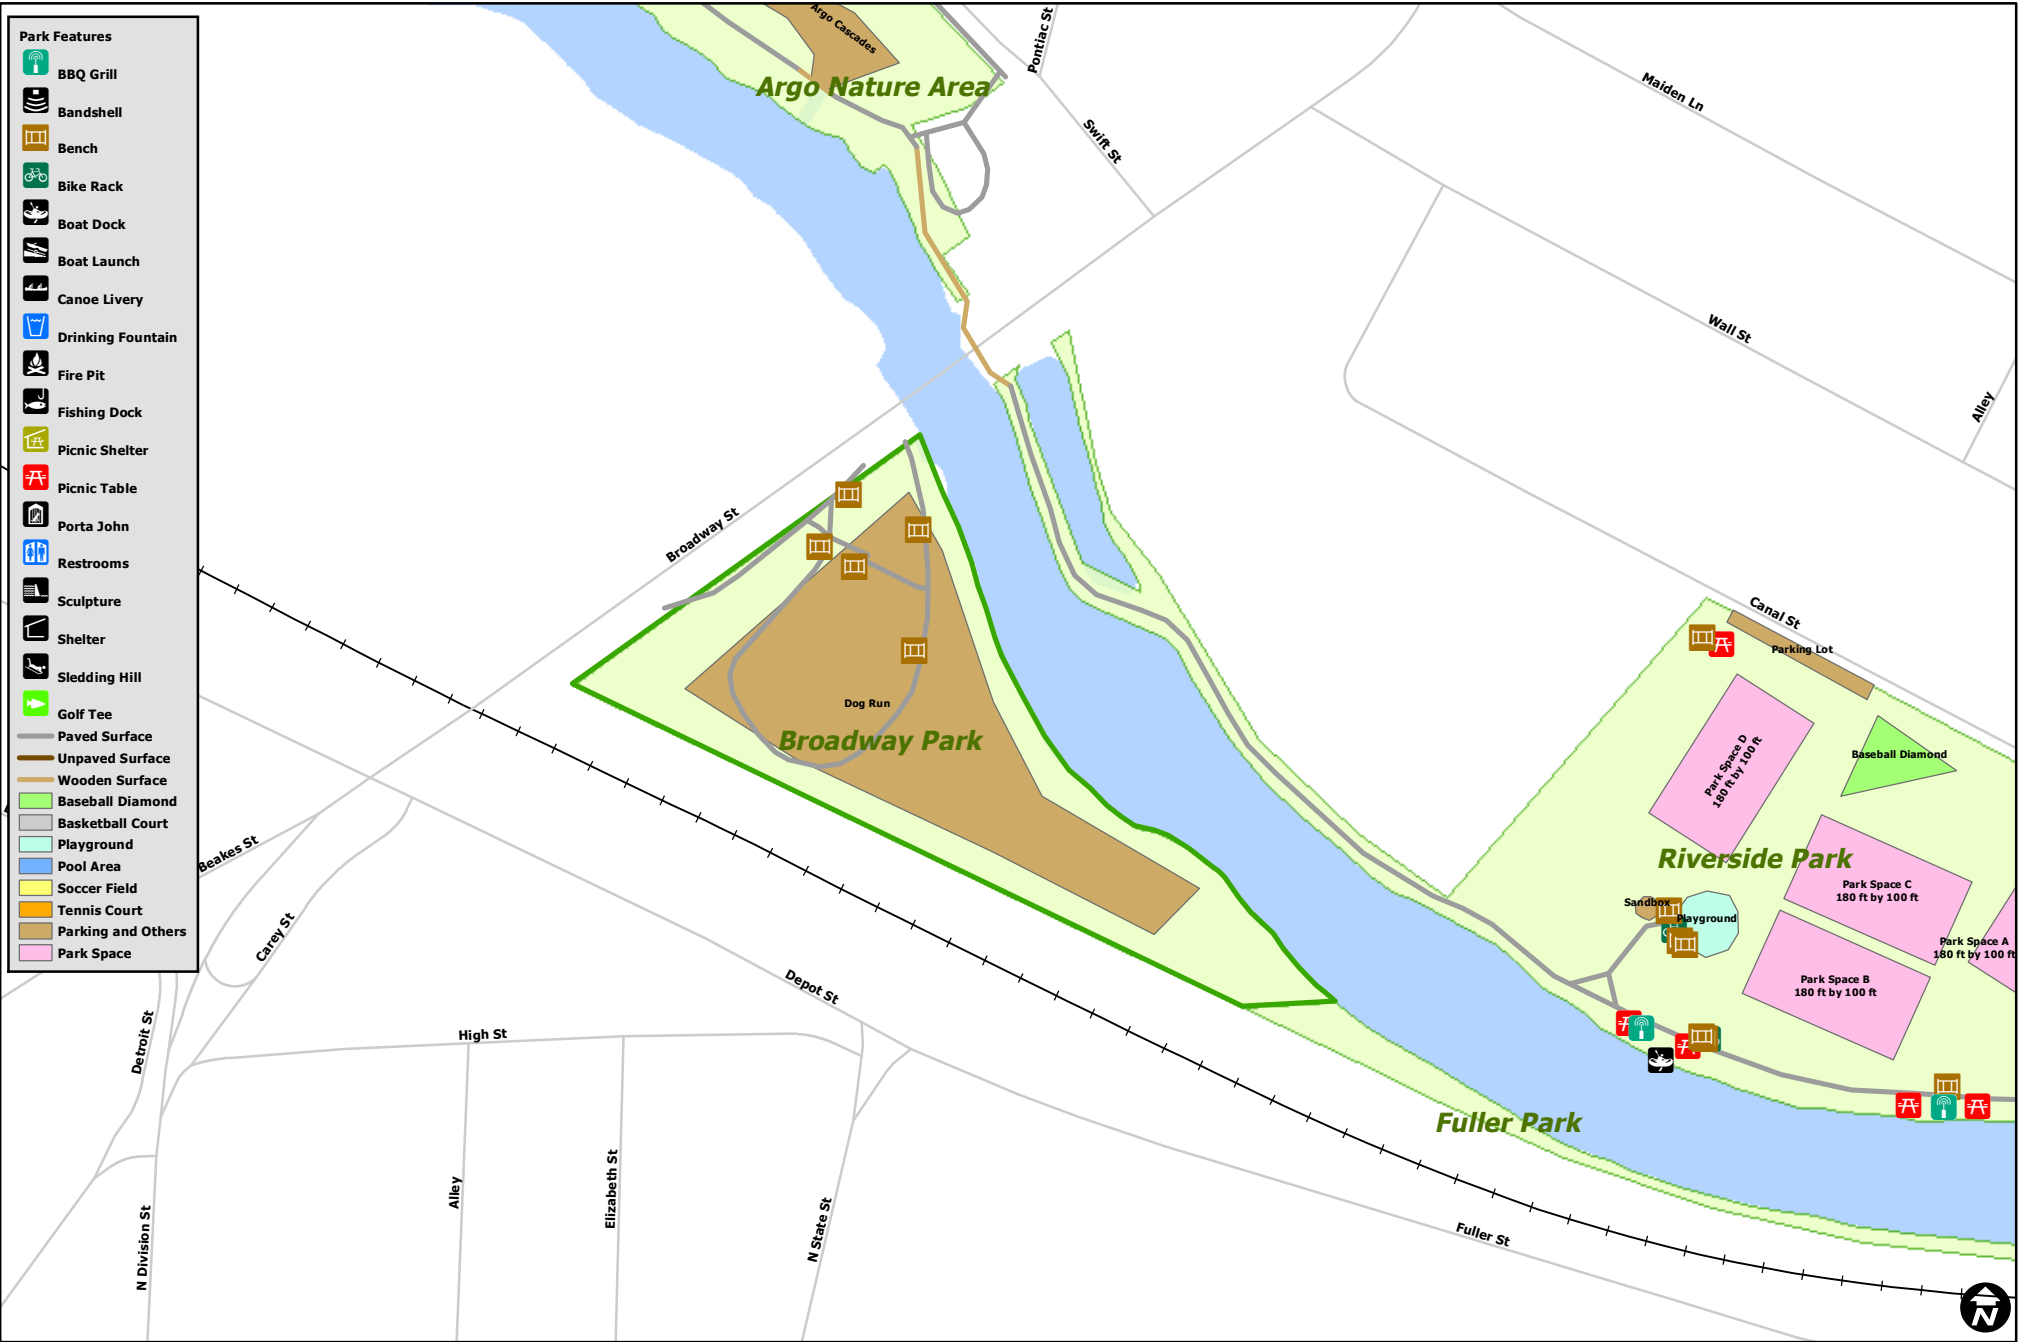 Park Features
BBQ Grill
Bandshell
Bench
Bike Rack
Boat Dock
Boat Launch
Canoe Livery
Drinking Fountain
Fire Pit
Fishing Dock
Picnic Shelter
Picnic Table
Porta John
Restrooms
Sculpture
Shelter
Sledding Hill
Golf Tee
Paved Surface
Unpaved Surface
Wooden Surface
Baseball Diamond
Basketball Court
Playground
Pool Area
Soccer Field
Tennis Court
Parking and Others
Park Space
Argo Cascades
Argo Nature Area
Pontiac St
Swift St
Maiden Ln
Wall St
Alley
Broadway St
Canal St
Parking Lot
Dog Run
Broadway Park
Park Space D
180 ft by 100 ft
Baseball Diamond
Riverside Park
Park Space C
180 ft by 100 ft
Sandbox
Playground
Park Space A
180 ft by 100 ft
Park Space B
180 ft by 100 ft
Beakes St
Carey St
Depot St
Detroit St
High St
Fuller Park
Alley
Elizabeth St
N State St
N Division St
Fuller St
N